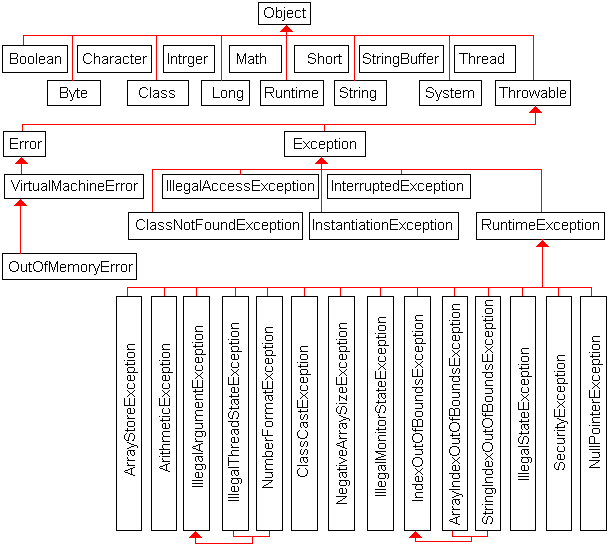 Object
Boolean
Character
Intrger
Math
Short
StringBuffer
Thread
Byte
Class
Long
Runtime
String
System
Throwable
Error
Exception
VirtualMachineError
IllegalAccessException
InterruptedException
ClassNotFoundException
InstantiationException
RuntimeException
OutOfMemoryError
ArrayStoreException
ArithmeticException
IllegalArgumentException
IllegalThreadStateException
NumberFormatException
ClassCastException
NegativeArraySizeException
IllegalMonitorStateException
IndexOutOfBoundsException
ArrayIndexOutOfBoundsException
StringIndexOutOfBoundsException
IllegalStateException
SecurityException
NullPointerException